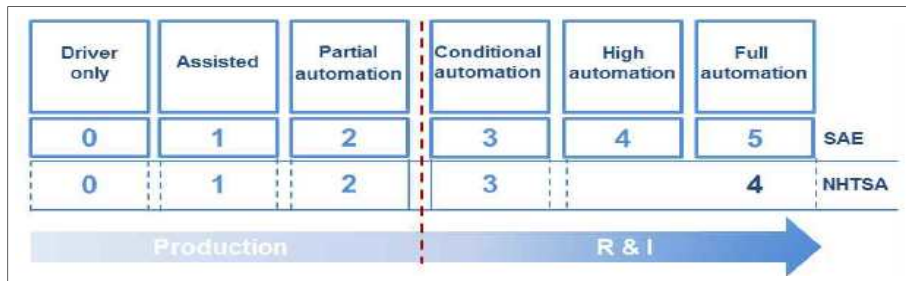 Driver only
Assisted
Partial automation
Conditional automation
High automation
Full automation
0 1 2 3 4 5 SAE
0 1 2 3 4 NHTSA
Production R & I